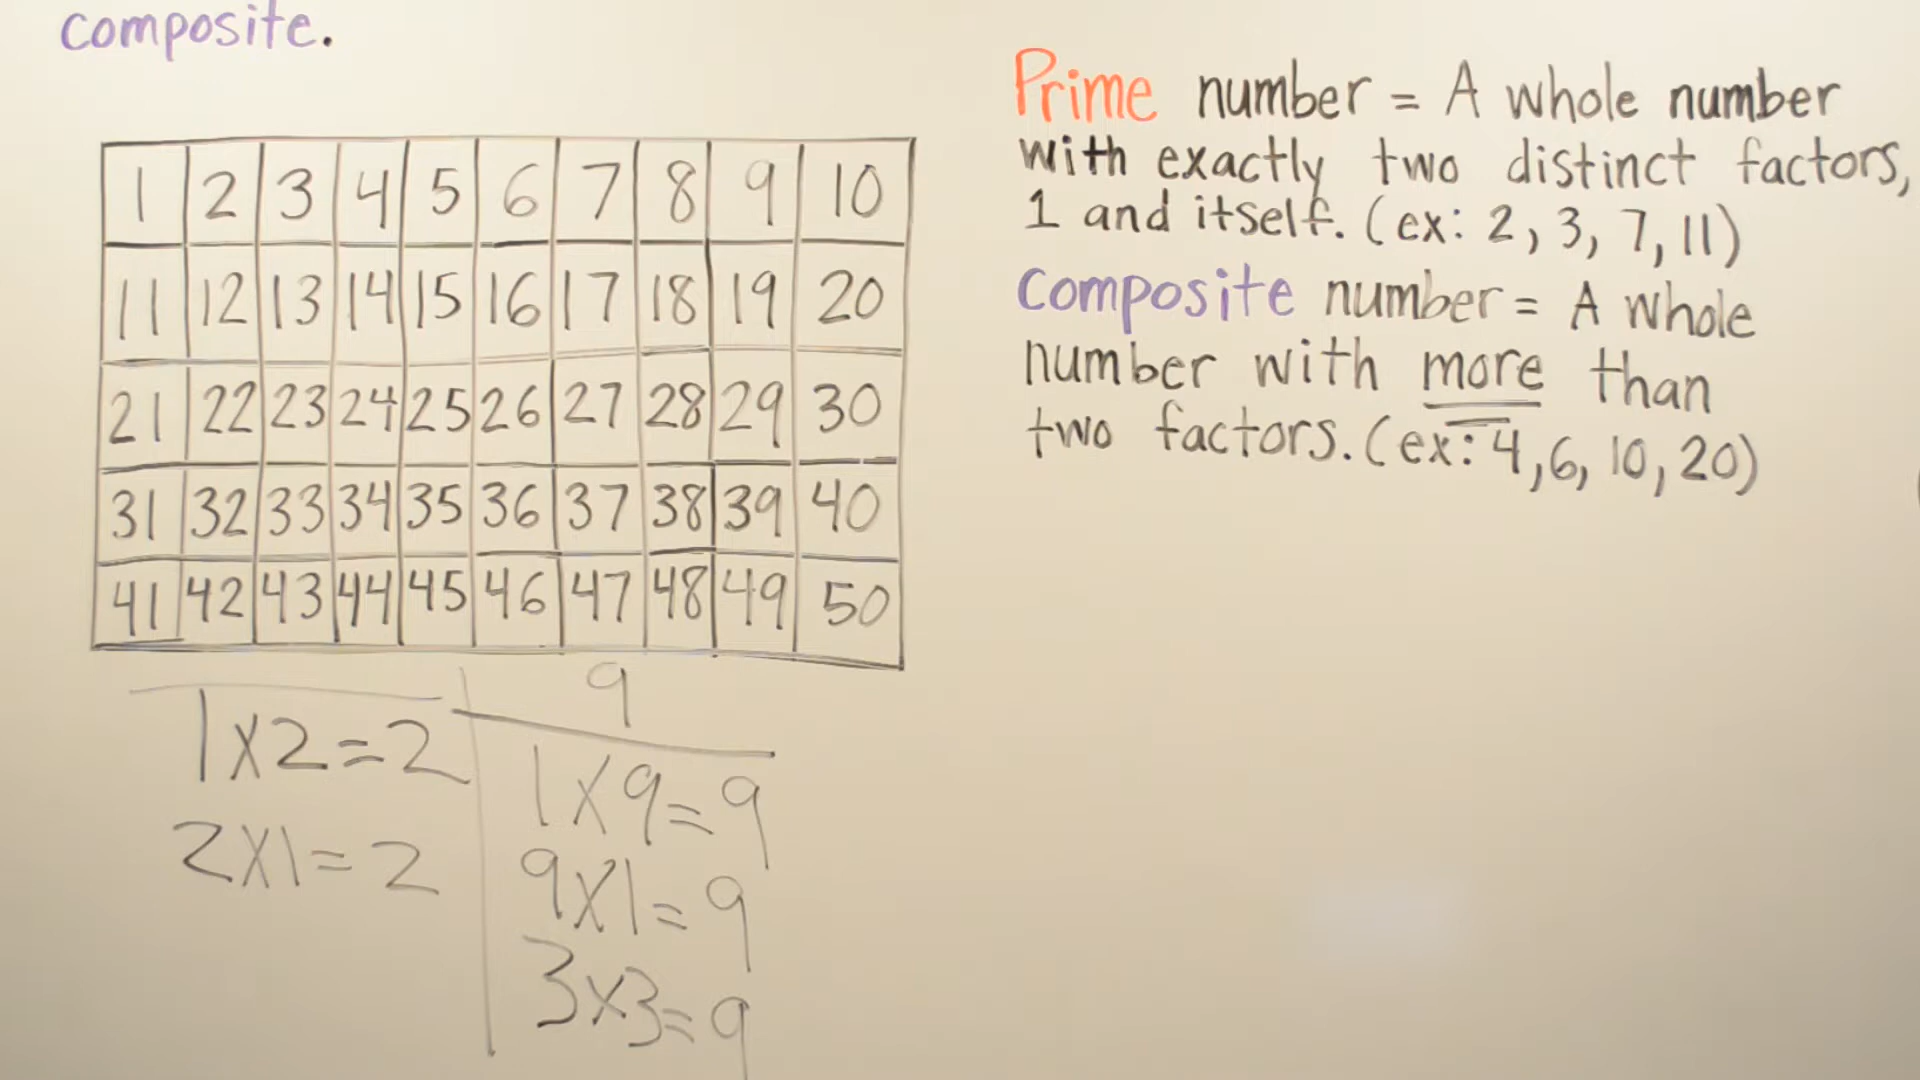 composite.
1 2 3 4 5 6 7 8 9 10
11 12 13 14 15 16 17 18 19 20
21 22 23 24 25 26 27 28 29 30
31 32 33 34 35 36 37 38 39 40
41 42 43 44 45 46 47 48 49 50
1x2=2
2x1=2
9
1x9=9
9x1=9
3x3=9
Prime number = A whole number
with exactly two distinct factors,
1 and itself. (ex: 2, 3, 7, 11)
Composite number = A whole
number with more than
two factors. (ex: 4, 6, 10, 20)